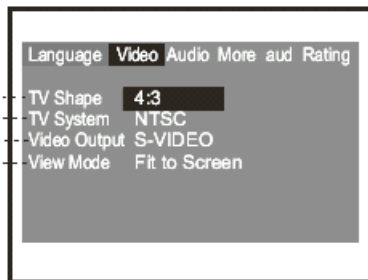 Language Video Audio More aud Rating
TV Shape 4:3
TV System NTSC
Video Output S-VIDEO
View Mode Fit to Screen